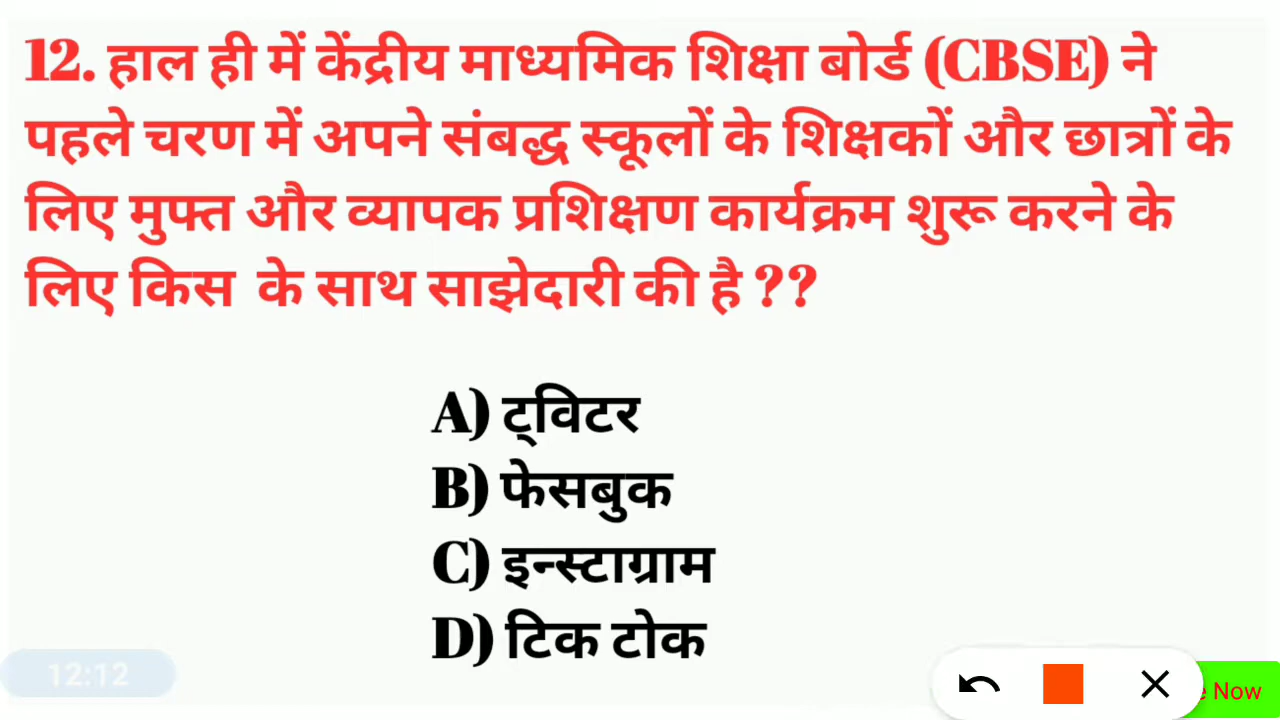 12. हाल ही में केंद्रीय माध्यमिक शिक्षा बोर्ड (CBSE) ने
पहले चरण में अपने संबद्ध स्कूलों के शिक्षकों और छात्रों के
लिए मुफ्त और व्यापक प्रशिक्षण कार्यक्रम शुरू करने के
लिए किस के साथ साझेदारी की है ??
A) ट्विटर
B) फेसबुक
C) इन्स्टाग्राम
D) टिक टोक
12:12
Now